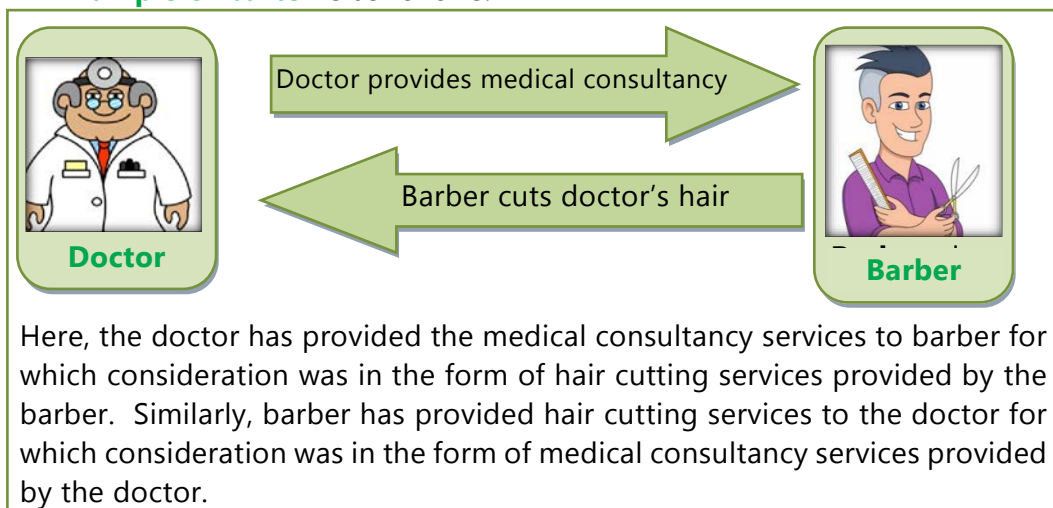 Doctor provides medical consultancy
Barber cuts doctor's hair
Doctor
Barber
Here, the doctor has provided the medical consultancy services to barber for
which consideration was in the form of hair cutting services provided by the
barber.  Similarly, barber has provided hair cutting services to the doctor for
which consideration was in the form of medical consultancy services provided
by the doctor.